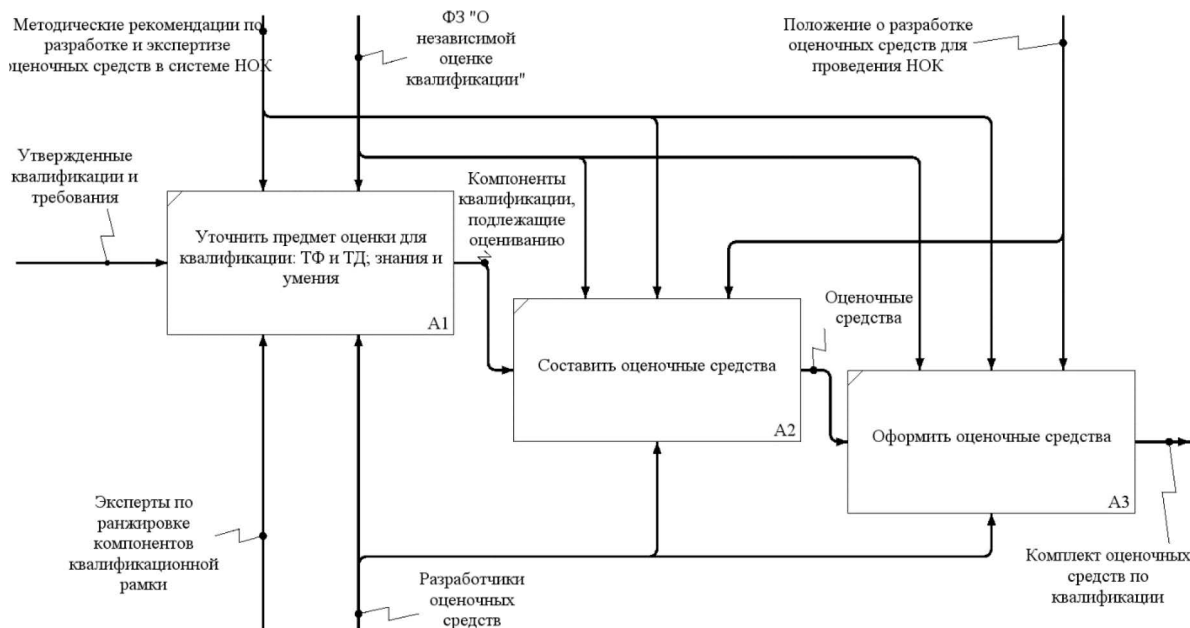 Методические рекомендации по
разработке и экспертизе
оценочных средств в системе НОК
ФЗ "О
независимой
оценке
квалификации"
Положение о разработке
оценочных средств для
проведения НОК
Утвержденные
квалификации и
требования
Компоненты
квалификации,
подлежащие
оцениванию
Уточнить предмет оценки для
квалификации: ТФ и ТД; знания и
умения
A1
Оценочные
средства
Составить оценочные средства
A2
Оформить оценочные средства
A3
Эксперты по
ранжировке
компонентов
квалификационной
рамки
Разработчики
оценочных
средств
Комплект оценочных
средств по
квалификации